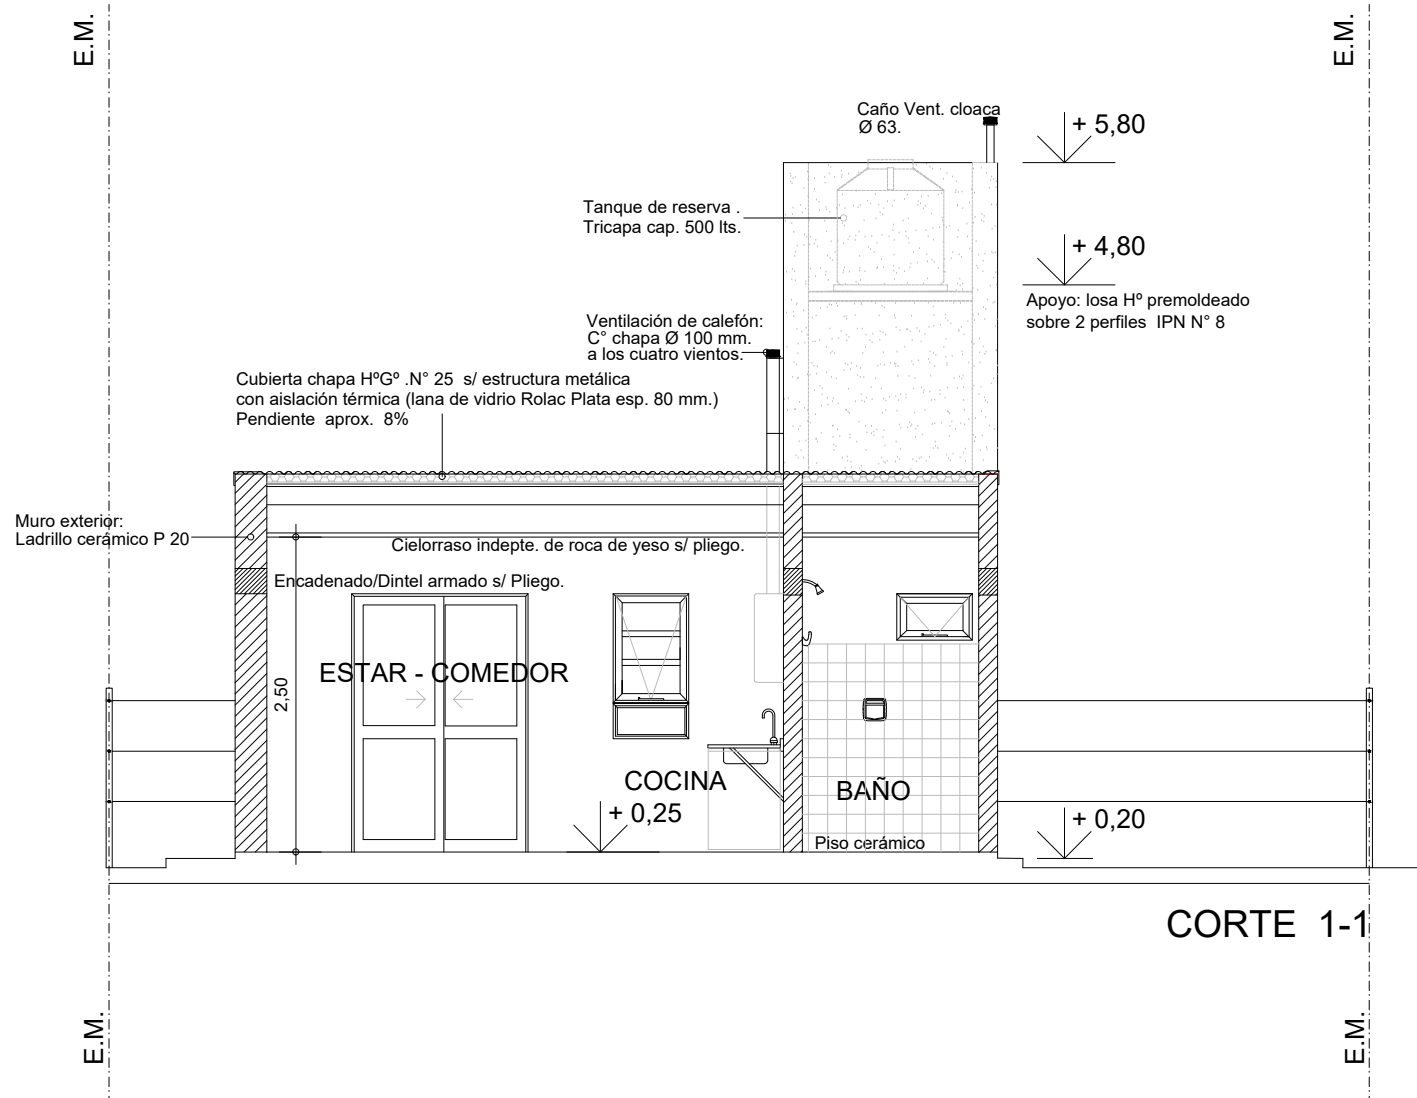 E.M.
E.M.
Caño Vent. cloaca
Ø 63.
+ 5,80
Tanque de reserva .
Tricapa cap. 500 lts.
+ 4,80
Apoyo: losa Hº premoldeado
sobre 2 perfiles IPN N° 8
Ventilación de calefón:
C° chapa Ø 100 mm.
a los cuatro vientos.
Cubierta chapa HºGº .N° 25 s/ estructura metálica
con aislación térmica (lana de vidrio Rolac Plata esp. 80 mm.)
Pendiente aprox. 8%
Muro exterior:
Ladrillo cerámico P 20
Cielorraso indepte. de roca de yeso s/ pliego.
Encadenado/Dintel armado s/ Pliego.
ESTAR - COMEDOR
2,50
COCINA
BAÑO
+ 0,25
+ 0,20
Piso cerámico
CORTE 1-1
E.M.
E.M.